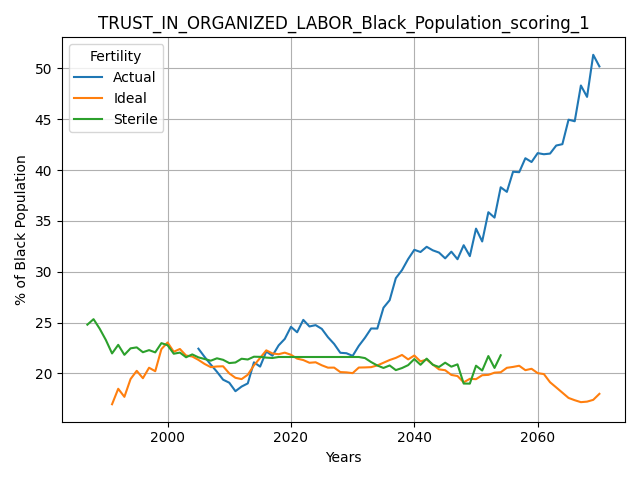 TRUST_IN_ORGANIZED_LABOR_Black_Population_scoring_1
Fertility
Actual
Ideal
Sterile
% of Black Population
50
45
40
35
30
25
20
2000
2020
2040
2060
Years